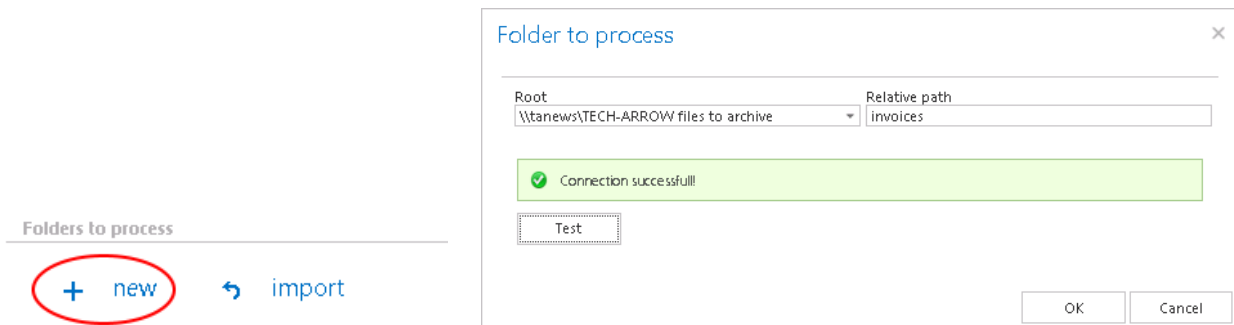 Folders to process
new
import
Folder to process
Root
Relative path
\\tanews\TECH-ARROW files to archive
invoices
Connection successfull!
Test
OK
Cancel